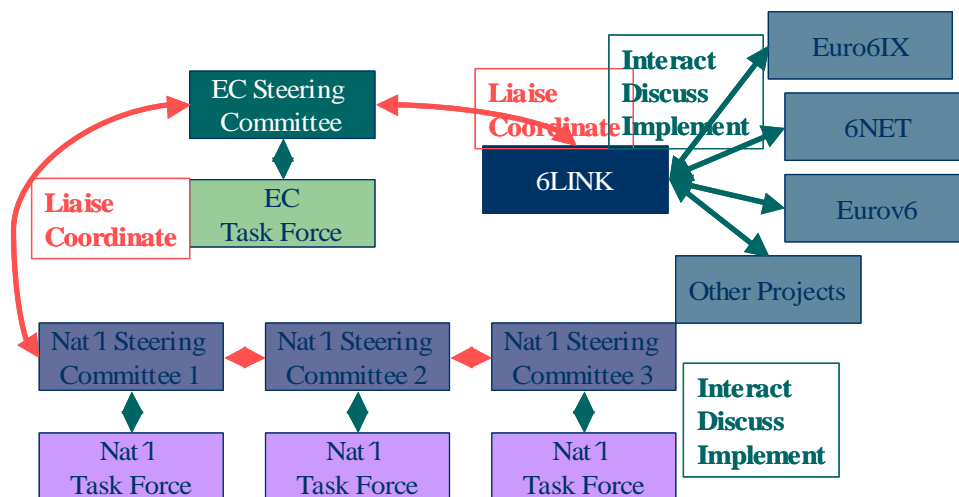 Euro6IX
Interact
Discuss
Implement
EC Steering
Committee
Liaise
Coordinate
6NET
6LINK
EC
Task Force
Liaise
Coordinate
Eurov6
Other Projects
Nat'l Steering
Committee 1
Nat'l Steering
Committee 2
Nat'l Steering
Committee 3
Interact
Discuss
Implement
Nat'l
Task Force
Nat'l
Task Force
Nat'l
Task Force